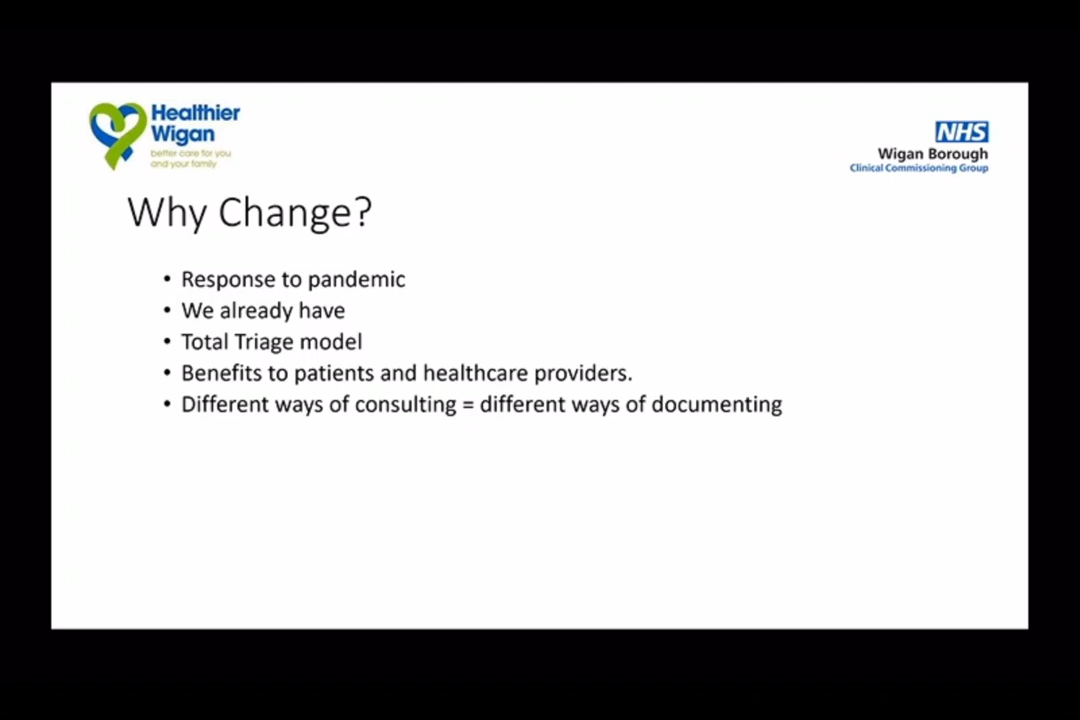 Healthier
Wigan
better care for you
and your family
NHS
Wigan Borough
Clinical Commissioning Group
Why Change?
• Response to pandemic
• We already have
• Total Triage model
• Benefits to patients and healthcare providers.
• Different ways of consulting = different ways of documenting